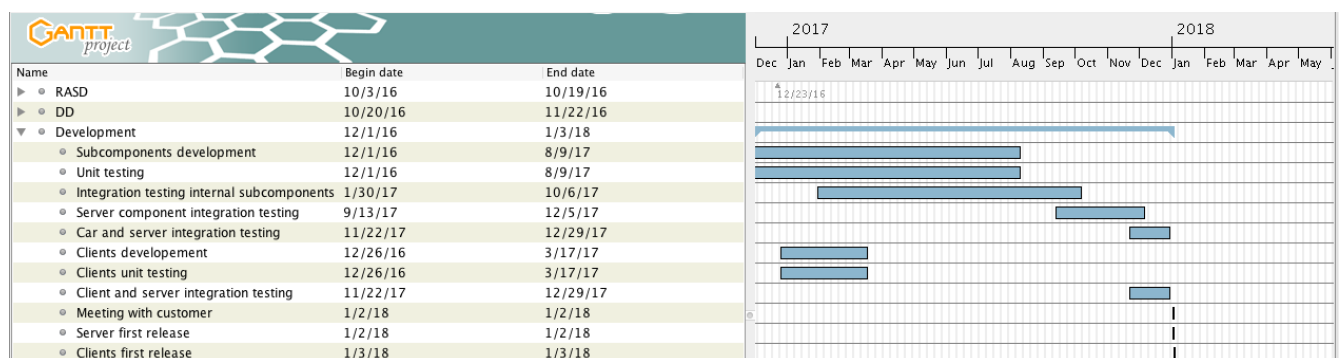 GANTT
project
2017 2018
Dec Jan Feb Mar Apr May Jun Jul Aug Sep Oct Nov Dec Jan Feb Mar Apr May
Name Begin date End date
RASD 10/3/16 10/19/16
12/23/16
DD 10/20/16 11/22/16
Development 12/1/16 1/3/18
Subcomponents development 12/1/16 8/9/17
Unit testing 12/1/16 8/9/17
Integration testing internal subcomponents 1/30/17 10/6/17
Server component integration testing 9/13/17 12/5/17
Car and server integration testing 11/22/17 12/29/17
Clients developement 12/26/16 3/17/17
Clients unit testing 12/26/16 3/17/17
Client and server integration testing 11/22/17 12/29/17
Meeting with customer 1/2/18 1/2/18
Server first release 1/2/18 1/2/18
Clients first release 1/3/18 1/3/18